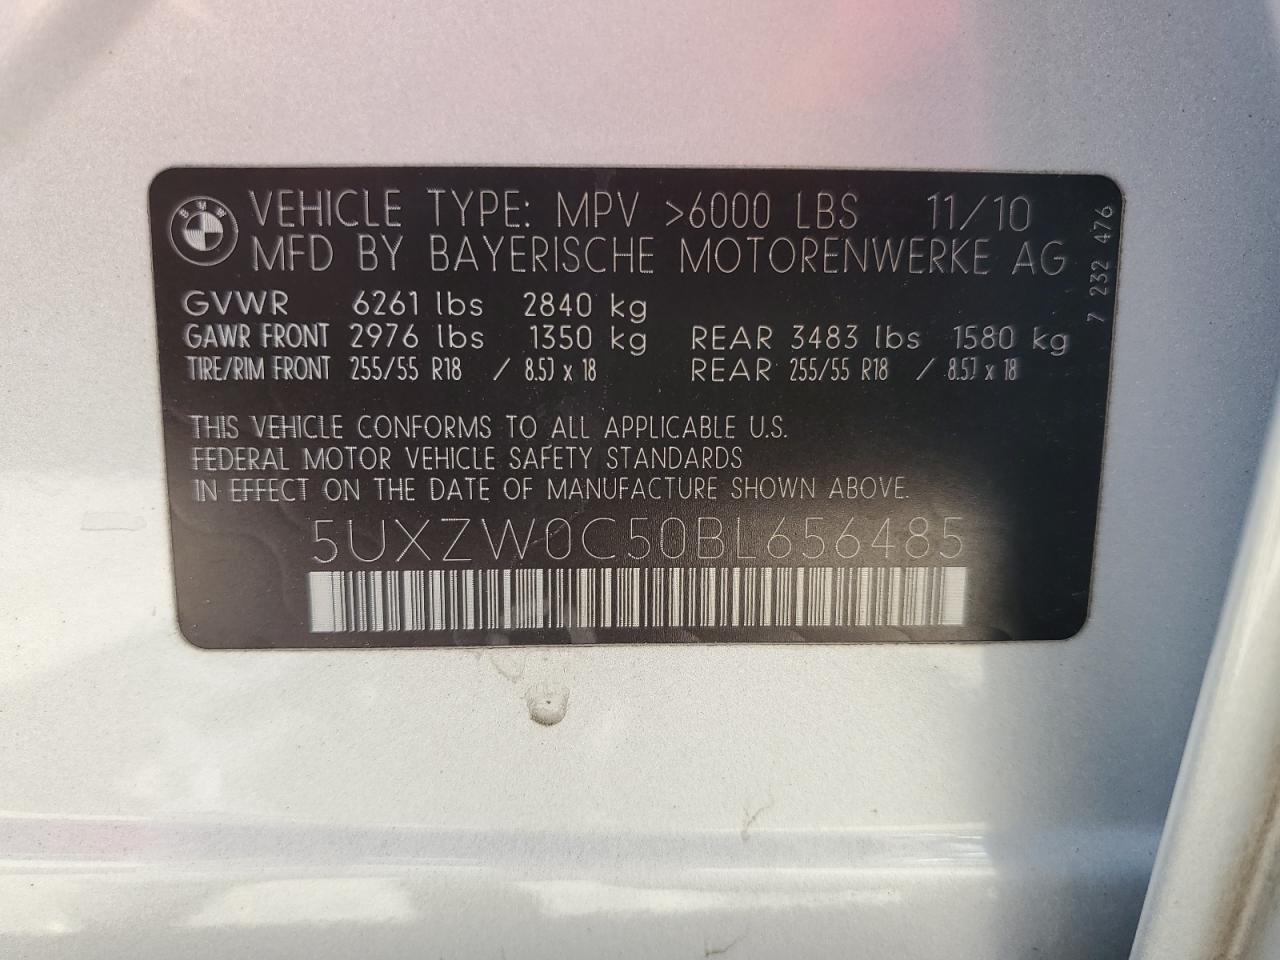 BMW
VEHICLE TYPE: MPV >6000 LBS 11/10
MFD BY BAYERISCHE MOTORENWERKE AG
GVWR 6261 lbs 2840 kg
GAWR FRONT 2976 lbs 1350 kg REAR 3483 lbs 1580 kg
TIRE/RIM FRONT 255/55 R18 / 8.5J x 18 REAR 255/55 R18 / 8.5J x 18
7 232 476
THIS VEHICLE CONFORMS TO ALL APPLICABLE U.S.
FEDERAL MOTOR VEHICLE SAFETY STANDARDS
IN EFFECT ON THE DATE OF MANUFACTURE SHOWN ABOVE.
5UXZW0C50BL656485